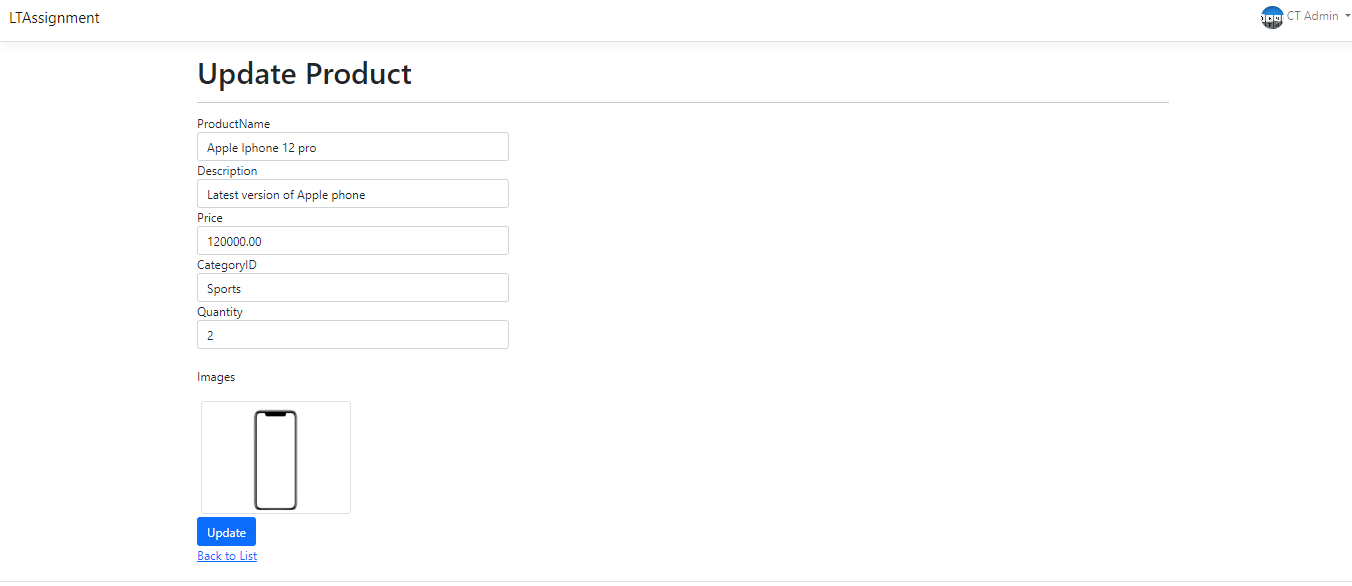 LTAssignment
CT Admin
Update Product
ProductName
Apple Iphone 12 pro
Description
Latest version of Apple phone
Price
120000.00
CategoryID
Sports
Quantity
2
Images
Update
Back to List